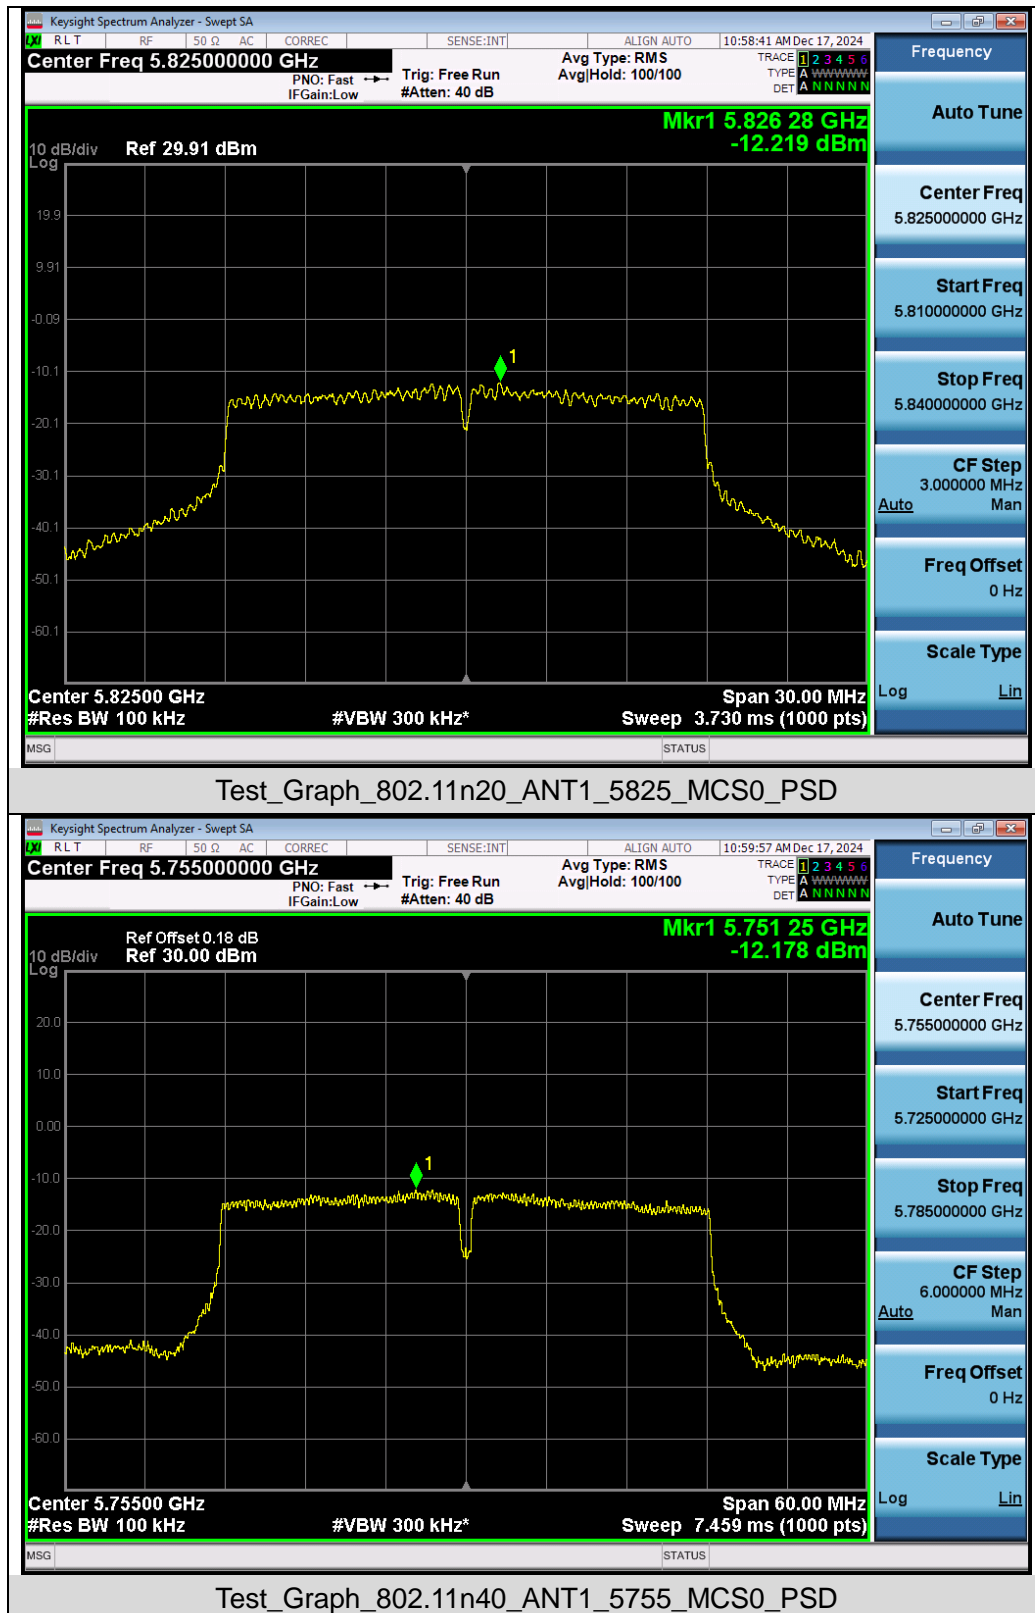 Keysight Spectrum Analyzer - Swept SA
LXI RLT RF 50 Ω AC CORREC SENSE:INT ALIGN AUTO 10:58:41 AM Dec 17, 2024
Center Freq 5.825000000 GHz
PNO: Fast
IFGain:Low
Trig: Free Run
#Atten: 40 dB
Avg Type: RMS
Avg|Hold: 100/100
TRACE 1 2 3 4 5 6
TYPE A WWWWW
DET A N N N N N
Mkr1 5.826 28 GHz
-12.219 dBm
10 dB/div Ref 29.91 dBm
Log
19.9
9.91
-0.09
-10.1
-20.1
-30.1
-40.1
-50.1
-60.1
1
Center 5.82500 GHz Span 30.00 MHz
#Res BW 100 kHz #VBW 300 kHz* Sweep 3.730 ms (1000 pts)
MSG STATUS
Frequency
Auto Tune
Center Freq
5.825000000 GHz
Start Freq
5.810000000 GHz
Stop Freq
5.840000000 GHz
CF Step
3.000000 MHz
Auto Man
Freq Offset
0 Hz
Scale Type
Log Lin
Test_Graph_802.11n20_ANT1_5825_MCS0_PSD
Keysight Spectrum Analyzer - Swept SA
LXI RLT RF 50 Ω AC CORREC SENSE:INT ALIGN AUTO 10:59:57 AM Dec 17, 2024
Center Freq 5.755000000 GHz
PNO: Fast
IFGain:Low
Trig: Free Run
#Atten: 40 dB
Avg Type: RMS
Avg|Hold: 100/100
TRACE 1 2 3 4 5 6
TYPE A WWWWW
DET A N N N N N
Mkr1 5.751 25 GHz
-12.178 dBm
Ref Offset 0.18 dB
10 dB/div Ref 30.00 dBm
Log
20.0
10.0
0.00
-10.0
-20.0
-30.0
-40.0
-50.0
-60.0
1
Center 5.75500 GHz Span 60.00 MHz
#Res BW 100 kHz #VBW 300 kHz* Sweep 7.459 ms (1000 pts)
MSG STATUS
Frequency
Auto Tune
Center Freq
5.755000000 GHz
Start Freq
5.725000000 GHz
Stop Freq
5.785000000 GHz
CF Step
6.000000 MHz
Auto Man
Freq Offset
0 Hz
Scale Type
Log Lin
Test_Graph_802.11n40_ANT1_5755_MCS0_PSD